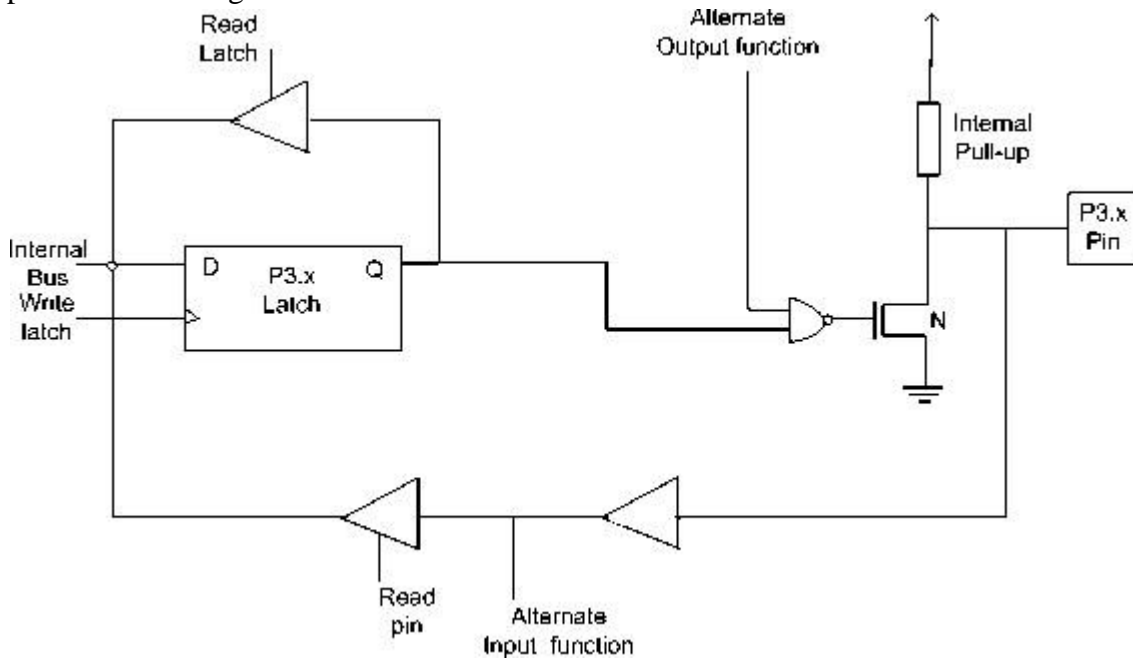 Read
Latch
Alternate
Output function
Internal
Pull-up
P3.x
Pin
Internal
Bus
Write
latch
D
P3.x
Latch
Q
N
Read
pin
Alternate
Input function